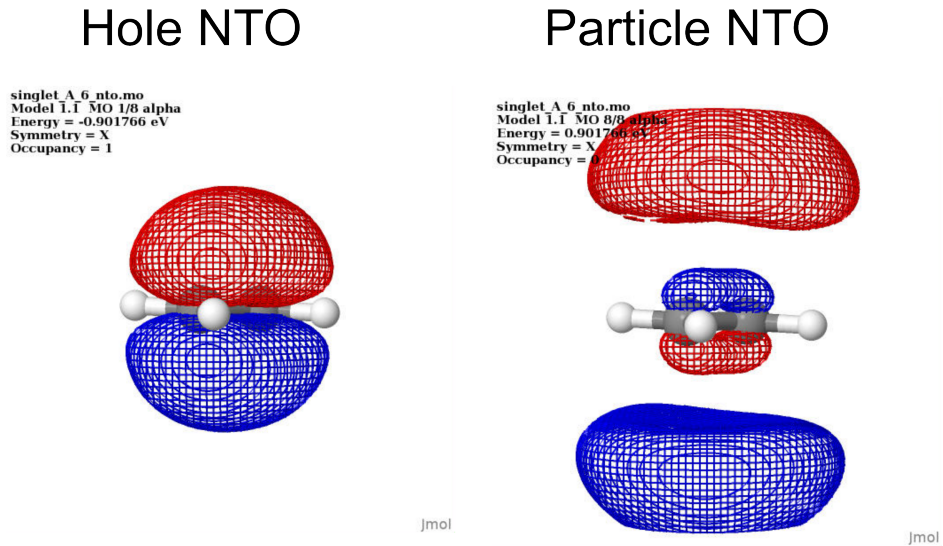 Hole NTO
Particle NTO
singlet_A_6_nto.mo
Model 1.1 MO 1/8 alpha
Energy = -0.901766 eV
Symmetry = X
Occupancy = 1
Jmol
singlet_A_6_nto.mo
Model 1.1 MO 8/8 alpha
Energy = 0.901766 eV
Symmetry = X
Occupancy = 0
Jmol